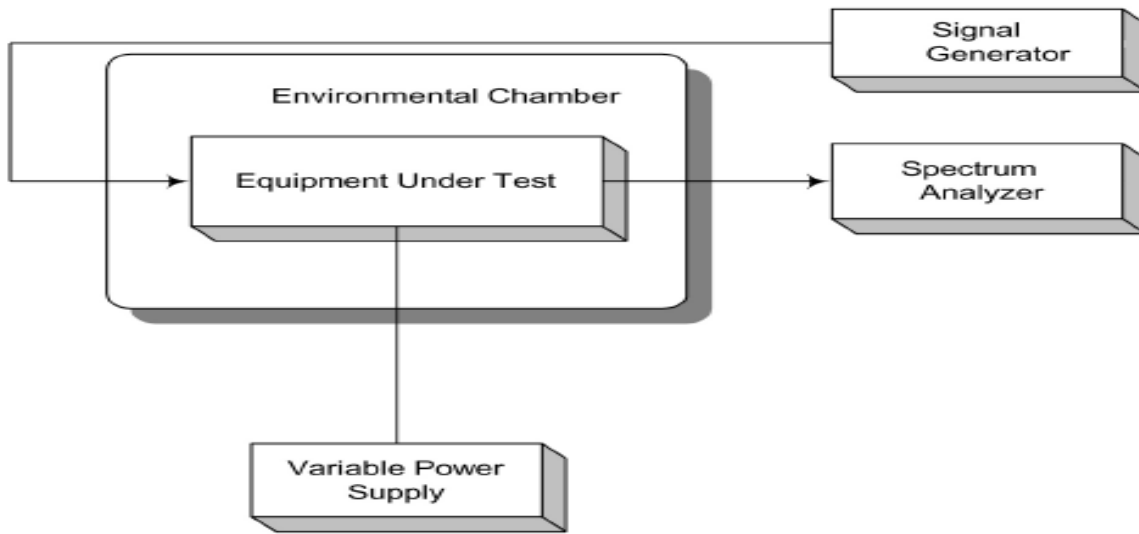 Signal
Generator
Environmental Chamber
Equipment Under Test
Spectrum
Analyzer
Variable Power
Supply